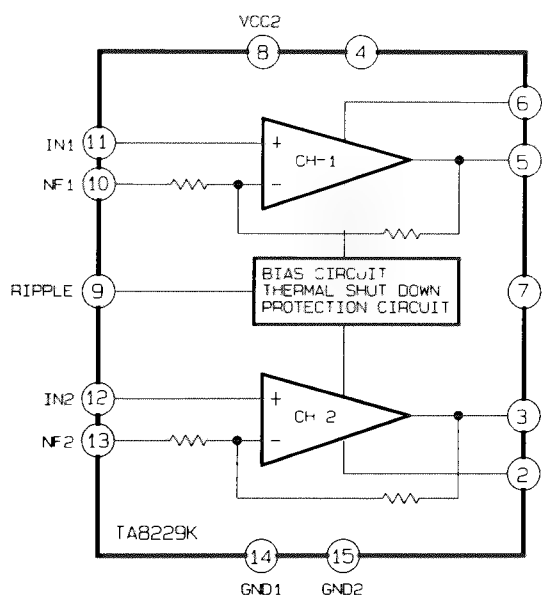 VCC2
8
4
6
IN1 11
+
CH-1
5
NF1 10
-
BIAS CIRCUIT
THERMAL SHUT DOWN
PROTECTION CIRCUIT
RIPPLE 9
7
IN2 12
+
CH 2
3
NF2 13
-
2
TA8229K
14
15
GND1
GND2